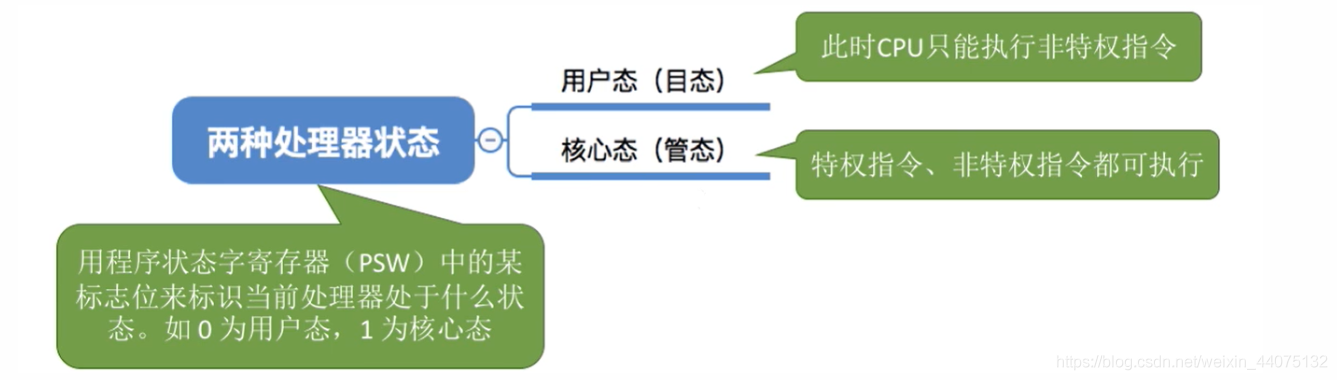 此时CPU只能执行非特权指令
用户态（目态）
两种处理器状态
核心态（管态）
特权指令、非特权指令都可执行
用程序状态字寄存器（PSW）中的某
标志位来标识当前处理器处于什么状
态。如 0 为用户态，1 为核心态
https://blog.csdn.net/weixin_44075132